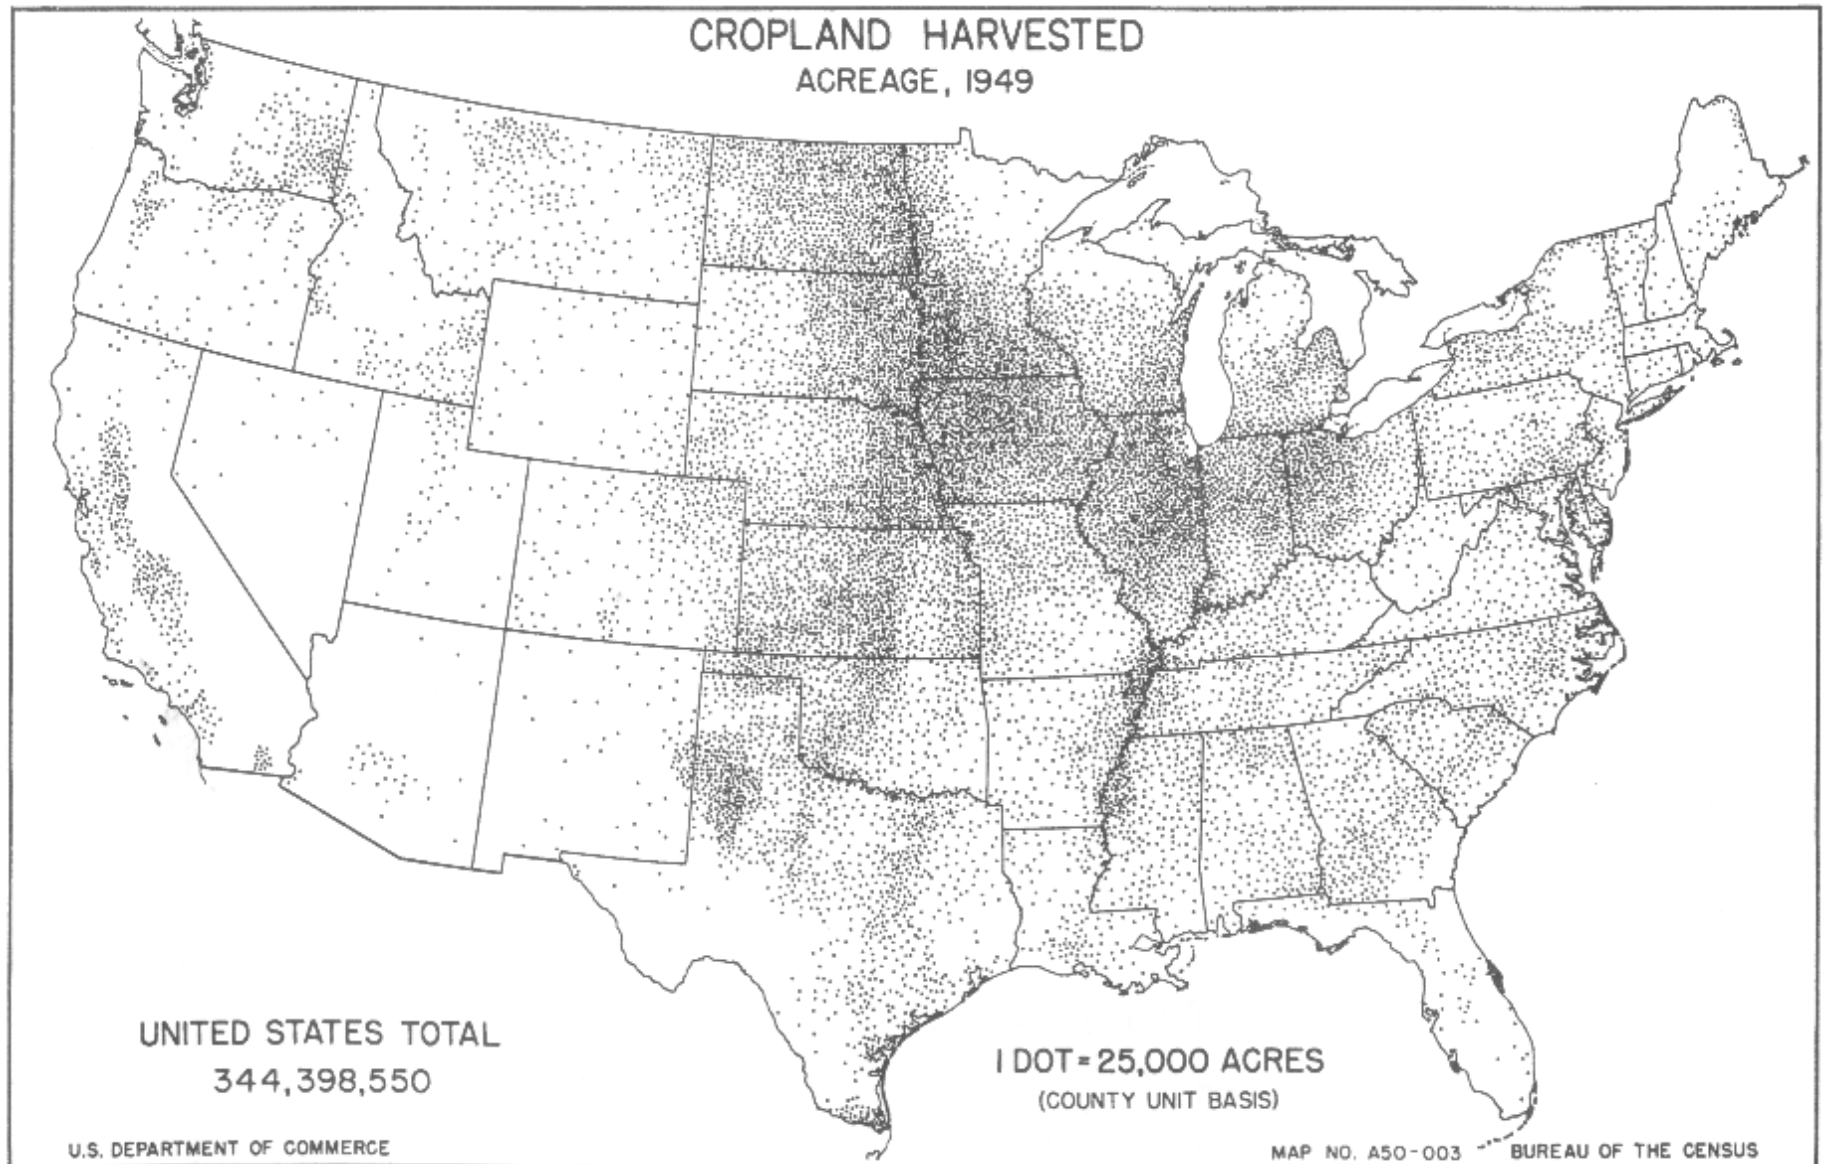 CROPLAND HARVESTED
ACREAGE, 1949
UNITED STATES TOTAL
344,398,550
1 DOT = 25,000 ACRES
(COUNTY UNIT BASIS)
U.S. DEPARTMENT OF COMMERCE
MAP NO. A50-003
BUREAU OF THE CENSUS